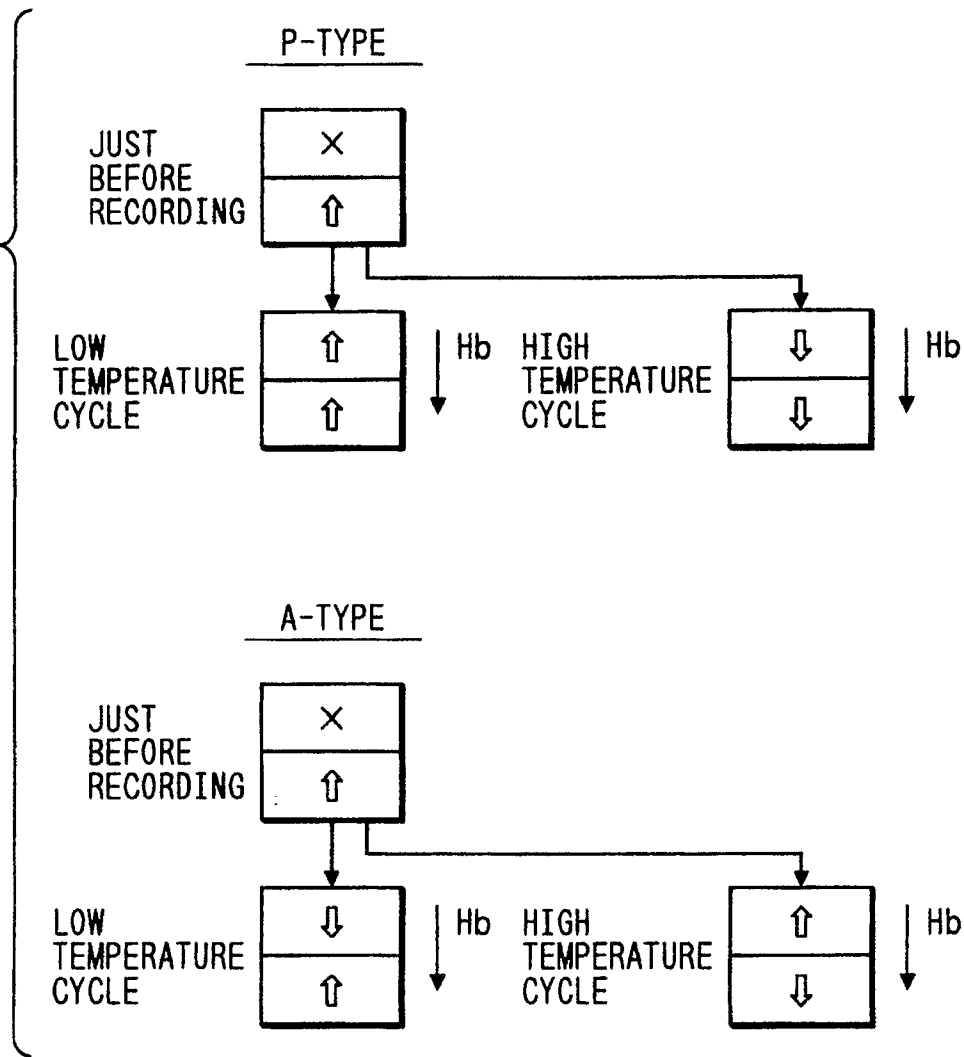 P-TYPE
JUST
BEFORE
RECORDING
×
⇧
LOW
TEMPERATURE
CYCLE
⇧
⇧
Hb
HIGH
TEMPERATURE
CYCLE
⇩
⇩
Hb
A-TYPE
JUST
BEFORE
RECORDING
×
⇧
LOW
TEMPERATURE
CYCLE
⇩
⇧
Hb
HIGH
TEMPERATURE
CYCLE
⇧
⇩
Hb